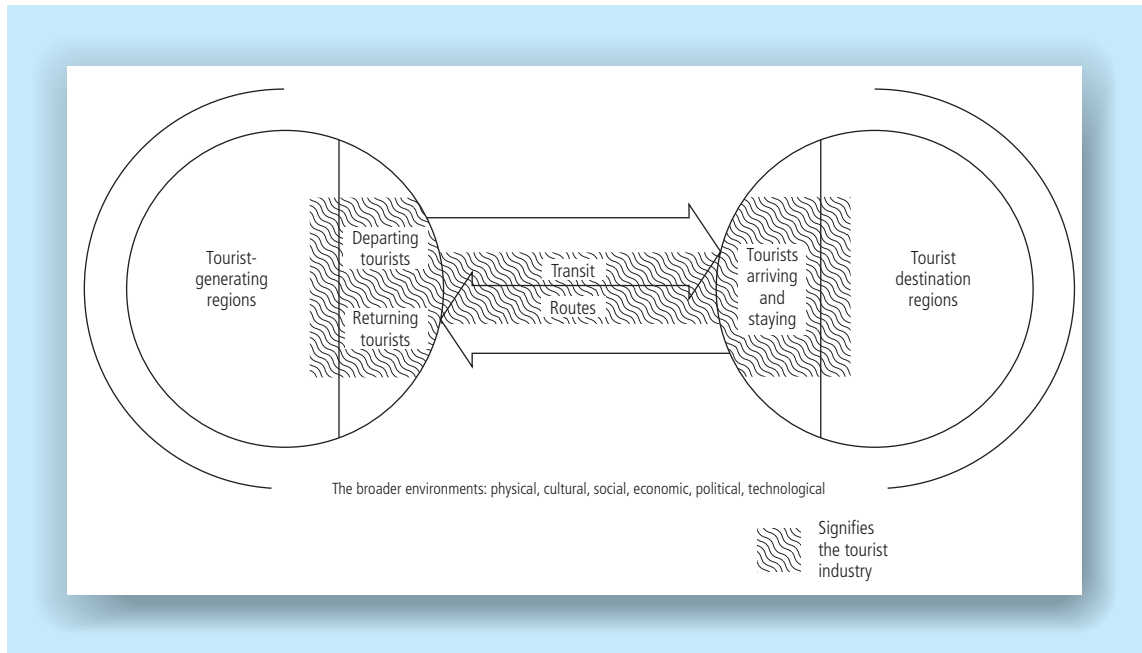 Tourist-
generating
regions
Departing
tourists
Returning
tourists
Transit
Routes
Tourists
arriving
and
staying
Tourist
destination
regions
The broader environments: physical, cultural, social, economic, political, technological
Signifies
the tourist
industry